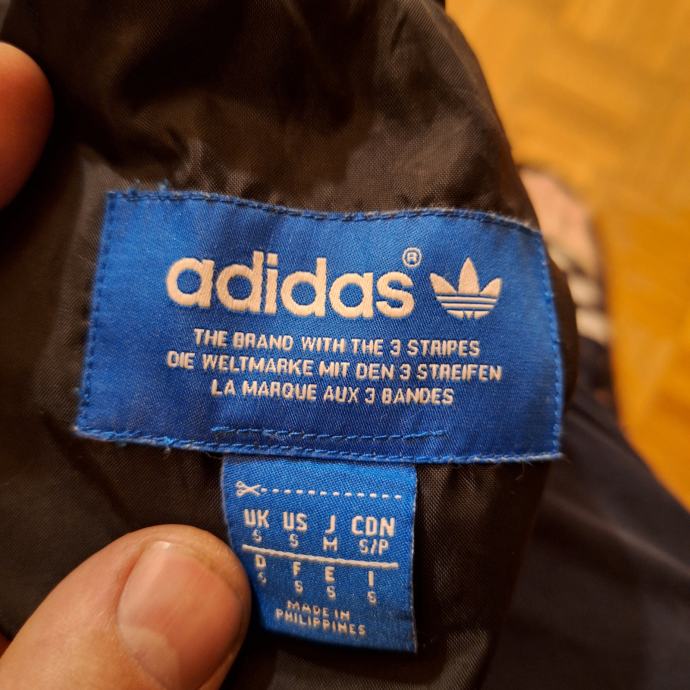 adidas®
THE BRAND WITH THE 3 STRIPES
DIE WELTMARKE MIT DEN 3 STREIFEN
LA MARQUE AUX 3 BANDES
UK US J CDN
S S M S/P
D F E I
S S S S
MADE IN
PHILIPPINES